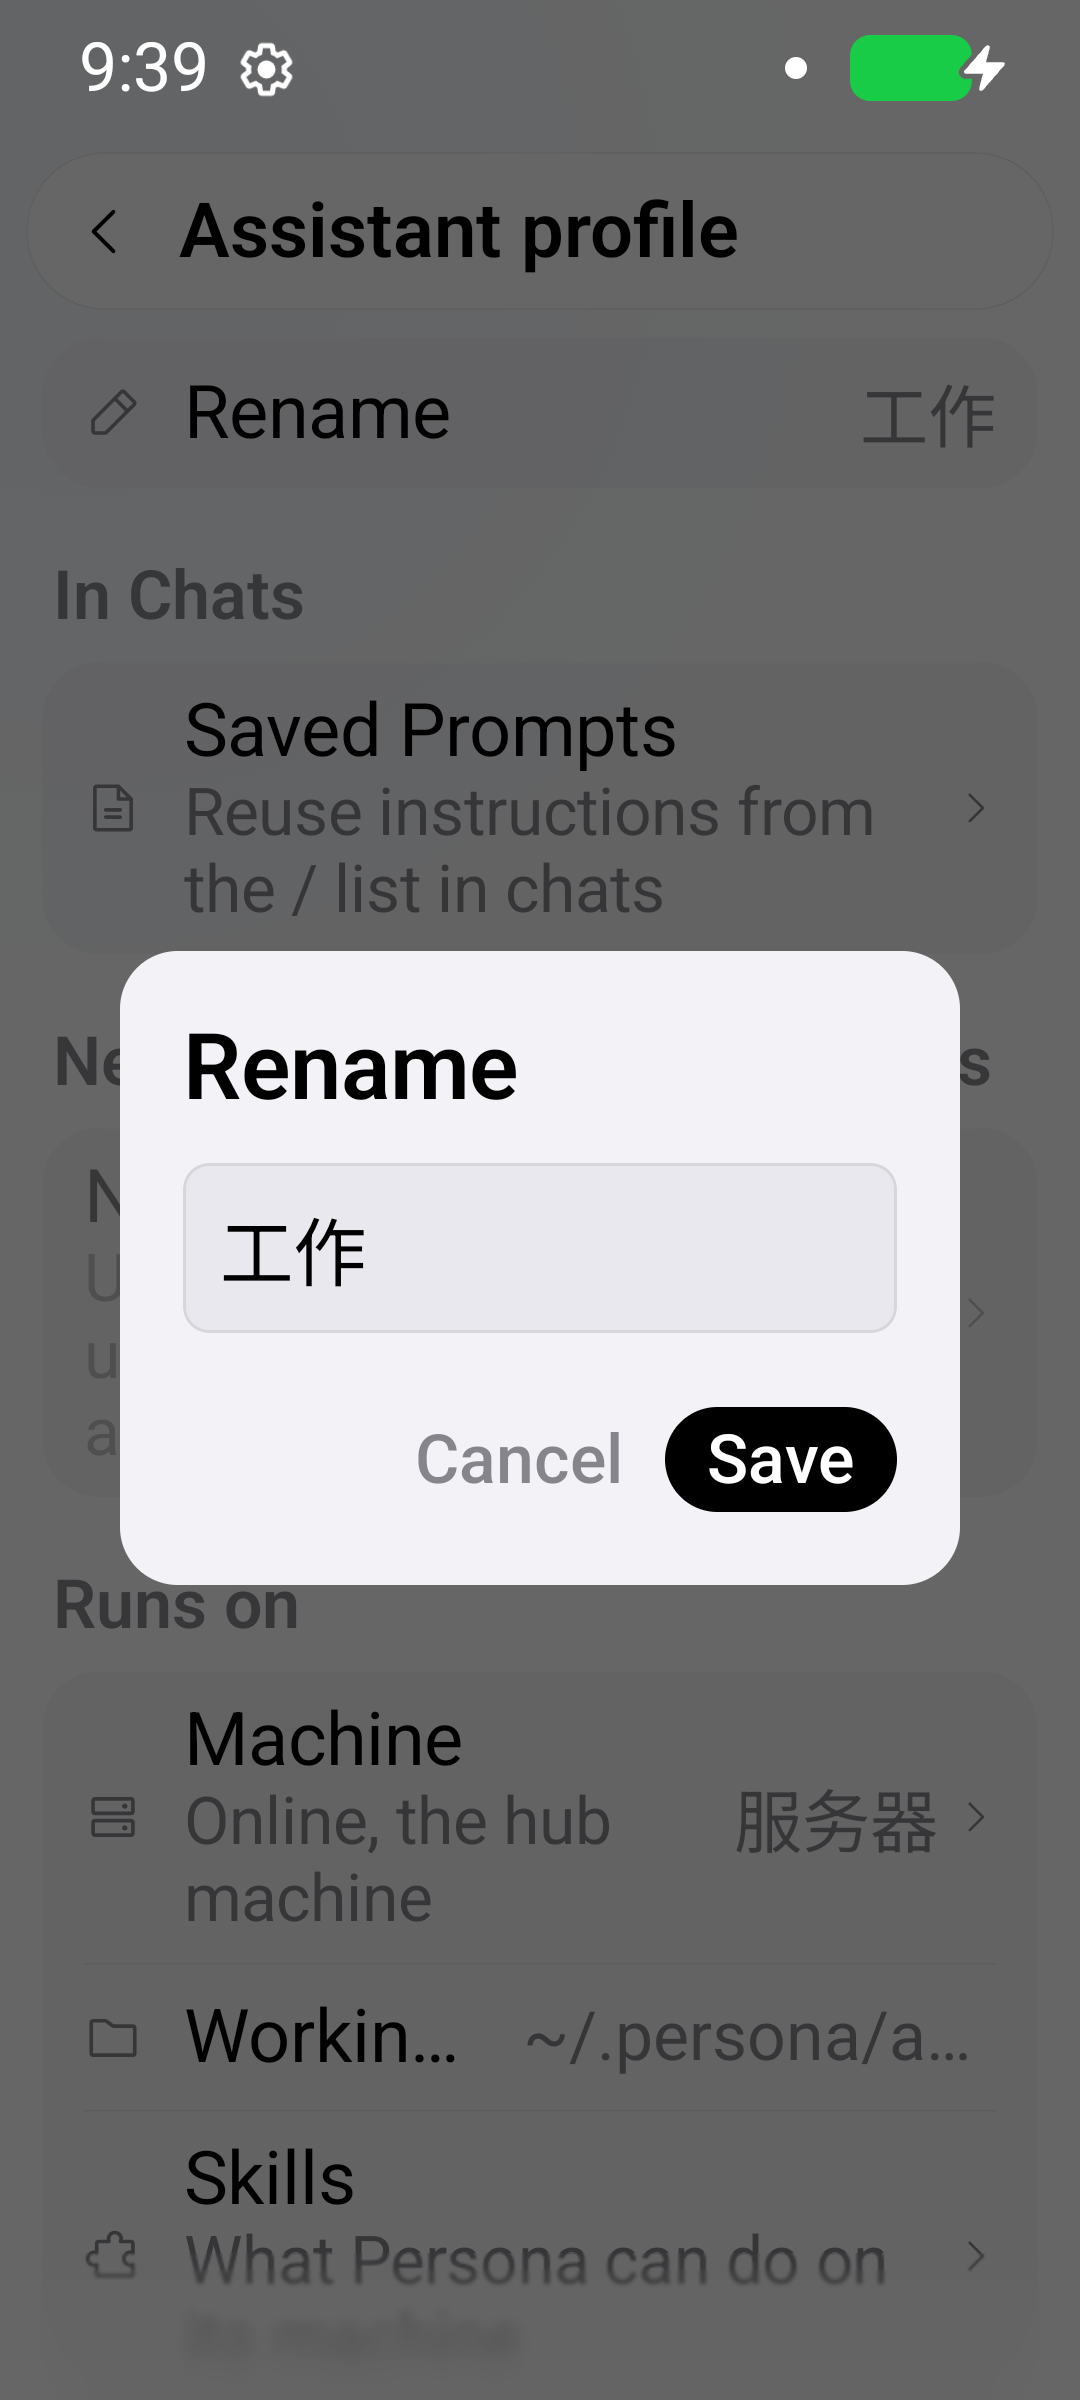 9:39
Assistant profile
Rename 工作
In Chats
Saved Prompts
Reuse instructions from
the / list in chats
Rename
工作
Cancel Save
Runs on
Machine
Online, the hub
machine
服务器
Workin... ~/.persona/a...
Skills
What Persona can do on
its machine